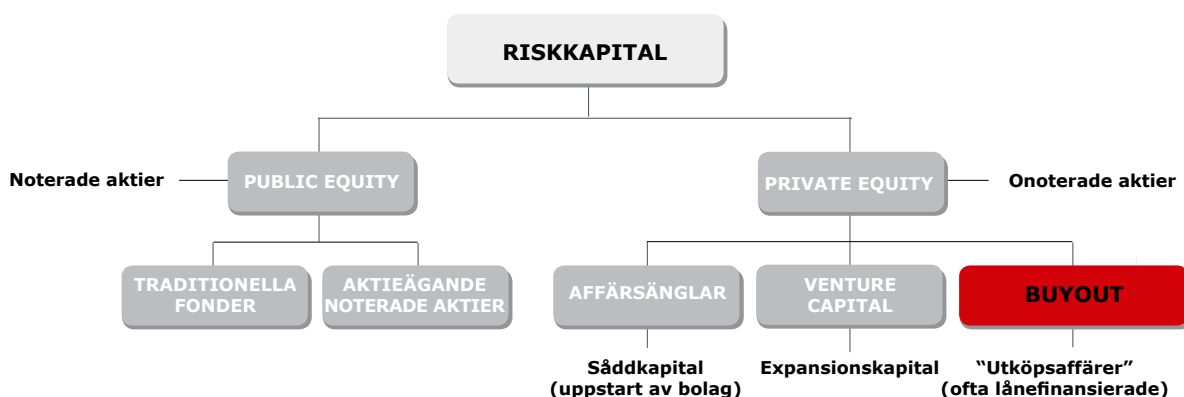 RISKKAPITAL
Noterade aktier
PUBLIC EQUITY
PRIVATE EQUITY
Onoterade aktier
TRADITIONELLA
FONDER
AKTIEÄGANDE
NOTERADE AKTIER
AFFÄRSÄNGLAR
VENTURE
CAPITAL
BUYOUT
Såddkapital
(uppstart av bolag)
Expansionskapital
“Utköpsaffärer”
(ofta lånefinansierade)